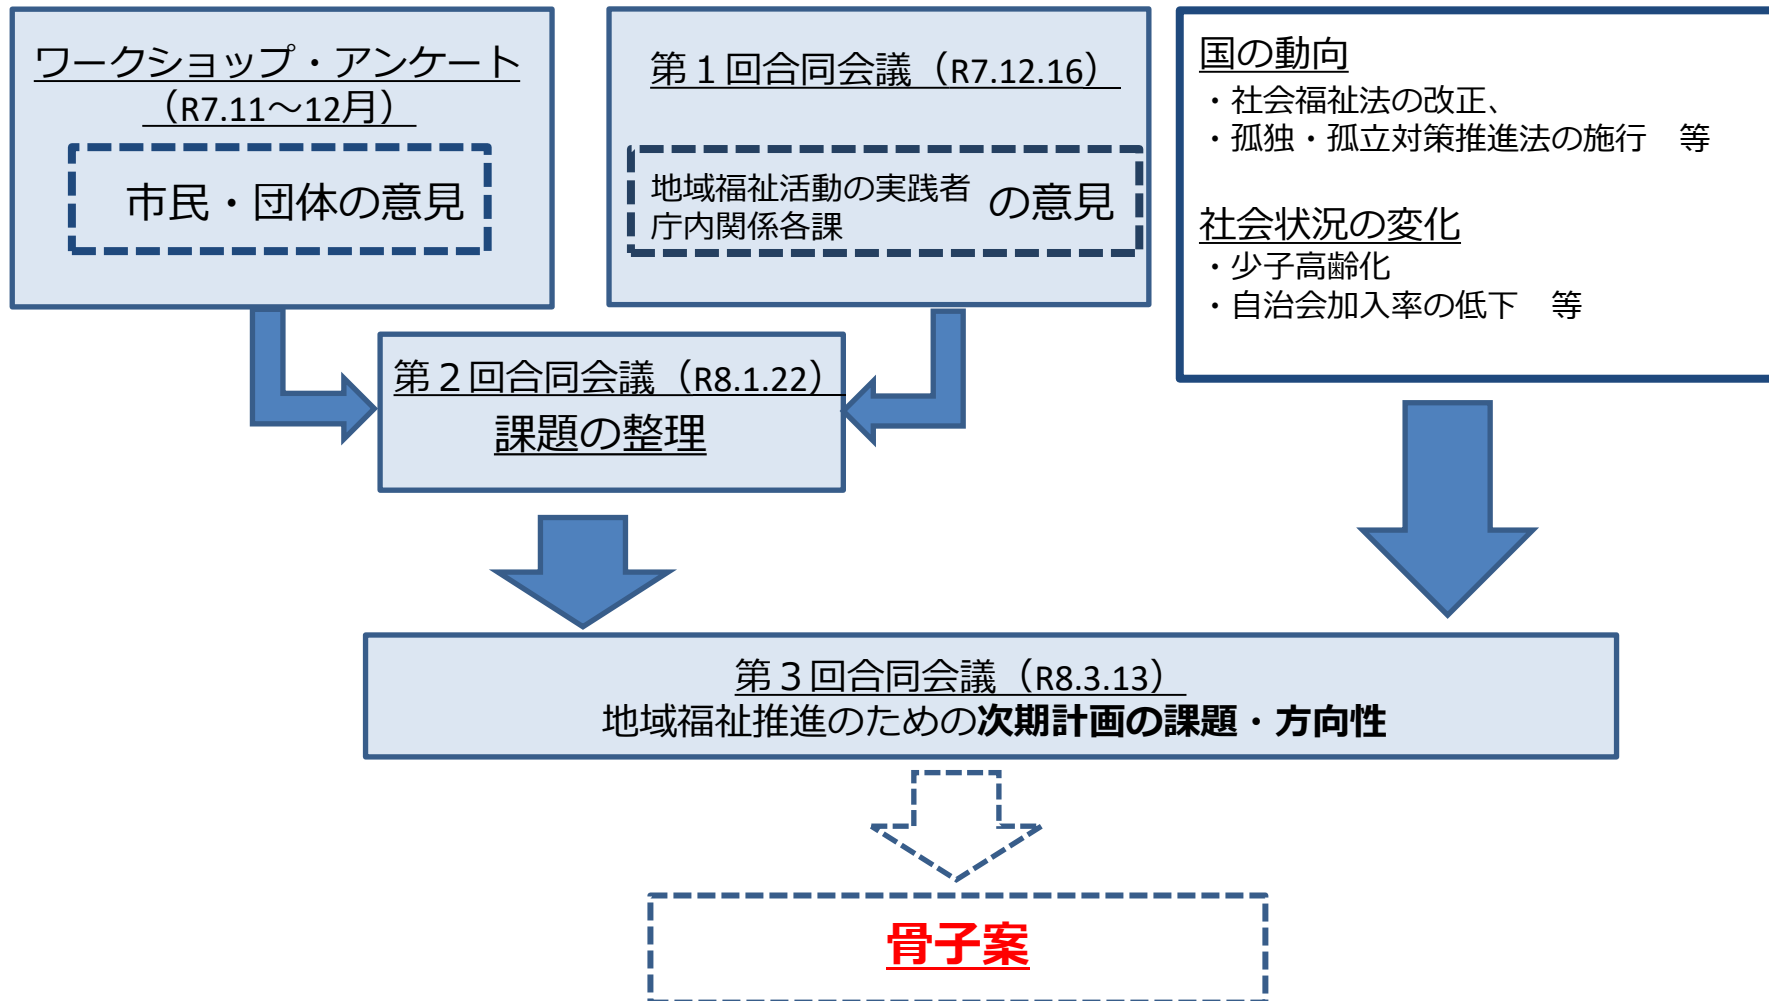 ワークショップ・アンケート
（R7.11～12月）
市民・団体の意見
第１回合同会議（R7.12.16）
地域福祉活動の実践者
庁内関係各課
の意見
国の動向
・社会福祉法の改正、
・孤独・孤立対策推進法の施行　等
社会状況の変化
・少子高齢化
・自治会加入率の低下　等
第２回合同会議（R8.1.22）
課題の整理
第３回合同会議（R8.3.13）
地域福祉推進のための次期計画の課題・方向性
骨子案